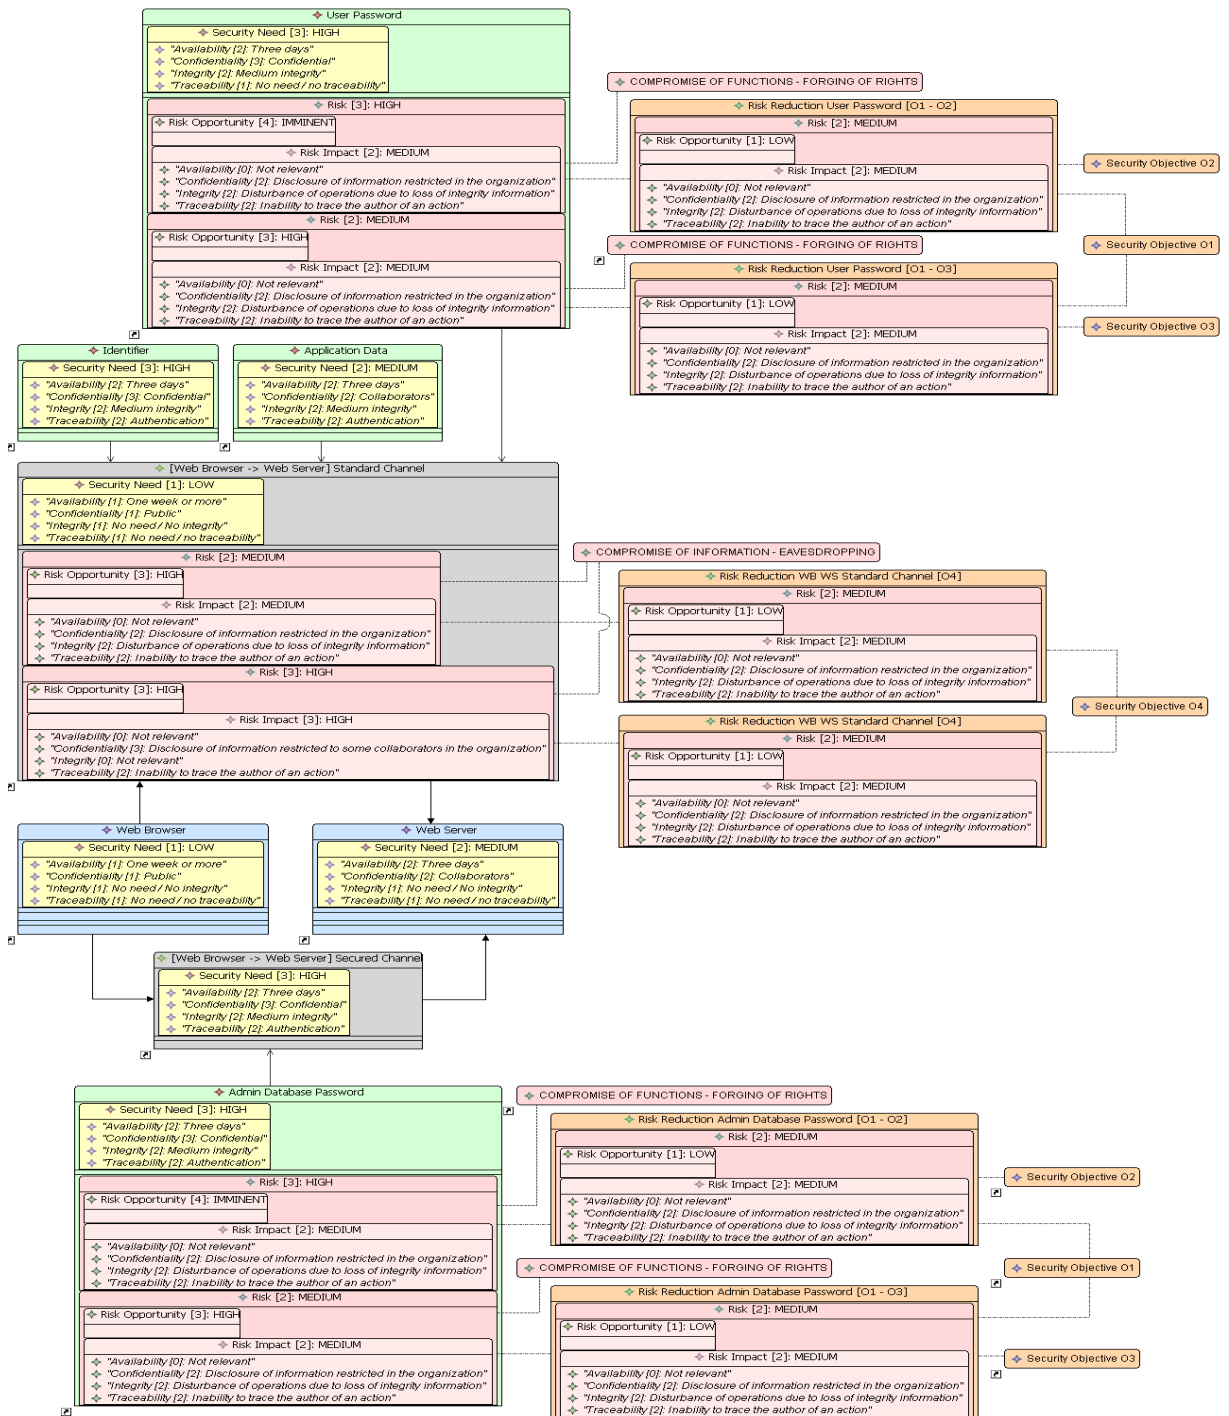 User Password
Security Need [3]: HIGH
"Availability [2]: Three days"
"Confidentiality [3]: Confidential"
"Integrity [2]: Medium integrity"
"Traceability [1]: No need / no traceability"
Risk [3]: HIGH
Risk Opportunity [4]: IMMINENT
Risk Impact [2]: MEDIUM
"Availability [0]: Not relevant"
"Confidentiality [2]: Disclosure of information restricted in the organization"
"Integrity [2]: Disturbance of operations due to loss of integrity information"
"Traceability [2]: Inability to trace the author of an action"
Risk [2]: MEDIUM
Risk Opportunity [3]: HIGH
Risk Impact [2]: MEDIUM
"Availability [0]: Not relevant"
"Confidentiality [2]: Disclosure of information restricted in the organization"
"Integrity [2]: Disturbance of operations due to loss of integrity information"
"Traceability [2]: Inability to trace the author of an action"
COMPROMISE OF FUNCTIONS - FORGING OF RIGHTS
Risk Reduction User Password [O1 - O2]
Risk [2]: MEDIUM
Risk Opportunity [1]: LOW
Risk Impact [2]: MEDIUM
"Availability [0]: Not relevant"
"Confidentiality [2]: Disclosure of information restricted in the organization"
"Integrity [2]: Disturbance of operations due to loss of integrity information"
"Traceability [2]: Inability to trace the author of an action"
Security Objective O2
Security Objective O1
COMPROMISE OF FUNCTIONS - FORGING OF RIGHTS
Risk Reduction User Password [O1 - O3]
Risk [2]: MEDIUM
Risk Opportunity [1]: LOW
Risk Impact [2]: MEDIUM
"Availability [0]: Not relevant"
"Confidentiality [2]: Disclosure of information restricted in the organization"
"Integrity [2]: Disturbance of operations due to loss of integrity information"
"Traceability [2]: Inability to trace the author of an action"
Security Objective O3
Identifier
Security Need [3]: HIGH
"Availability [2]: Three days"
"Confidentiality [3]: Confidential"
"Integrity [2]: Medium integrity"
"Traceability [2]: Authentication"
Application Data
Security Need [2]: MEDIUM
"Availability [2]: Three days"
"Confidentiality [2]: Collaborators"
"Integrity [2]: Medium integrity"
"Traceability [2]: Authentication"
[Web Browser -> Web Server] Standard Channel
Security Need [1]: LOW
"Availability [1]: One week or more"
"Confidentiality [1]: Public"
"Integrity [1]: No need / No integrity"
"Traceability [1]: No need / no traceability"
Risk [2]: MEDIUM
Risk Opportunity [3]: HIGH
Risk Impact [2]: MEDIUM
"Availability [0]: Not relevant"
"Confidentiality [2]: Disclosure of information restricted in the organization"
"Integrity [2]: Disturbance of operations due to loss of integrity information"
"Traceability [2]: Inability to trace the author of an action"
Risk [3]: HIGH
Risk Opportunity [3]: HIGH
Risk Impact [3]: HIGH
"Availability [0]: Not relevant"
"Confidentiality [3]: Disclosure of information restricted to some collaborators in the organization"
"Integrity [0]: Not relevant"
"Traceability [2]: Inability to trace the author of an action"
COMPROMISE OF INFORMATION - EAVESDROPPING
Risk Reduction WB WS Standard Channel [O4]
Risk [2]: MEDIUM
Risk Opportunity [1]: LOW
Risk Impact [2]: MEDIUM
"Availability [0]: Not relevant"
"Confidentiality [2]: Disclosure of information restricted in the organization"
"Integrity [2]: Disturbance of operations due to loss of integrity information"
"Traceability [2]: Inability to trace the author of an action"
Security Objective O4
Risk Reduction WB WS Standard Channel [O4]
Risk [2]: MEDIUM
Risk Opportunity [1]: LOW
Risk Impact [2]: MEDIUM
"Availability [0]: Not relevant"
"Confidentiality [2]: Disclosure of information restricted in the organization"
"Integrity [2]: Disturbance of operations due to loss of integrity information"
"Traceability [2]: Inability to trace the author of an action"
Web Browser
Security Need [1]: LOW
"Availability [1]: One week or more"
"Confidentiality [1]: Public"
"Integrity [1]: No need / No integrity"
"Traceability [1]: No need / no traceability"
Web Server
Security Need [2]: MEDIUM
"Availability [2]: Three days"
"Confidentiality [2]: Collaborators"
"Integrity [1]: No need / No integrity"
"Traceability [1]: No need / no traceability"
[Web Browser -> Web Server] Secured Channel
Security Need [3]: HIGH
"Availability [2]: Three days"
"Confidentiality [3]: Confidential"
"Integrity [2]: Medium integrity"
"Traceability [2]: Authentication"
Admin Database Password
Security Need [3]: HIGH
"Availability [2]: Three days"
"Confidentiality [3]: Confidential"
"Integrity [2]: Medium integrity"
"Traceability [2]: Authentication"
Risk [3]: HIGH
Risk Opportunity [4]: IMMINENT
Risk Impact [2]: MEDIUM
"Availability [0]: Not relevant"
"Confidentiality [2]: Disclosure of information restricted in the organization"
"Integrity [2]: Disturbance of operations due to loss of integrity information"
"Traceability [2]: Inability to trace the author of an action"
Risk [2]: MEDIUM
Risk Opportunity [3]: HIGH
Risk Impact [2]: MEDIUM
"Availability [0]: Not relevant"
"Confidentiality [2]: Disclosure of information restricted in the organization"
"Integrity [2]: Disturbance of operations due to loss of integrity information"
"Traceability [2]: Inability to trace the author of an action"
COMPROMISE OF FUNCTIONS - FORGING OF RIGHTS
Risk Reduction Admin Database Password [O1 - O2]
Risk [2]: MEDIUM
Risk Opportunity [1]: LOW
Risk Impact [2]: MEDIUM
"Availability [0]: Not relevant"
"Confidentiality [2]: Disclosure of information restricted in the organization"
"Integrity [2]: Disturbance of operations due to loss of integrity information"
"Traceability [2]: Inability to trace the author of an action"
Security Objective O2
COMPROMISE OF FUNCTIONS - FORGING OF RIGHTS
Security Objective O1
Risk Reduction Admin Database Password [O1 - O3]
Risk [2]: MEDIUM
Risk Opportunity [1]: LOW
Risk Impact [2]: MEDIUM
"Availability [0]: Not relevant"
"Confidentiality [2]: Disclosure of information restricted in the organization"
"Integrity [2]: Disturbance of operations due to loss of integrity information"
"Traceability [2]: Inability to trace the author of an action"
Security Objective O3